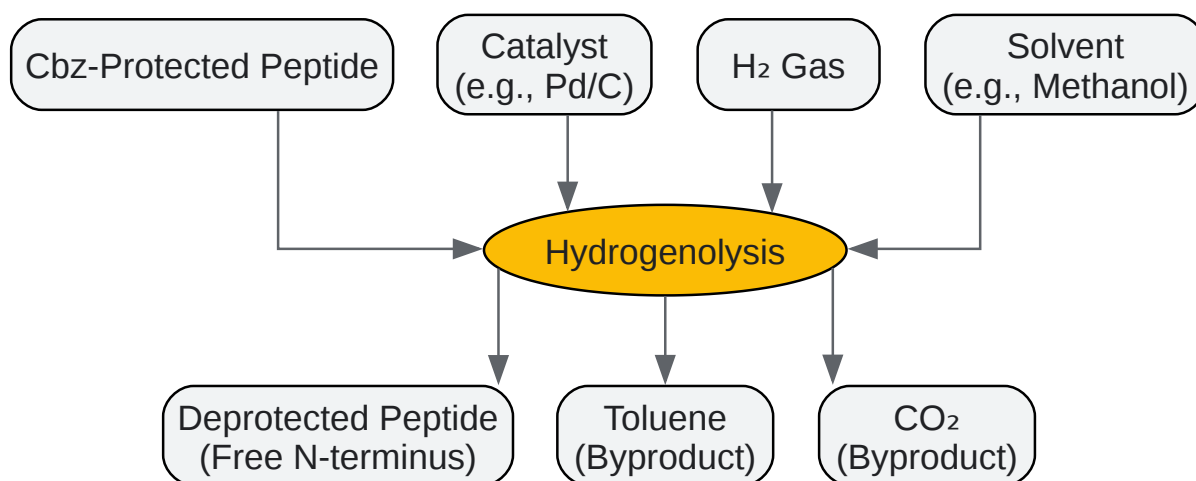 Cbz-Protected Peptide
Catalyst
(e.g., Pd/C)
H₂ Gas
Solvent
(e.g., Methanol)
Hydrogenolysis
Deprotected Peptide
(Free N-terminus)
Toluene
(Byproduct)
CO₂
(Byproduct)